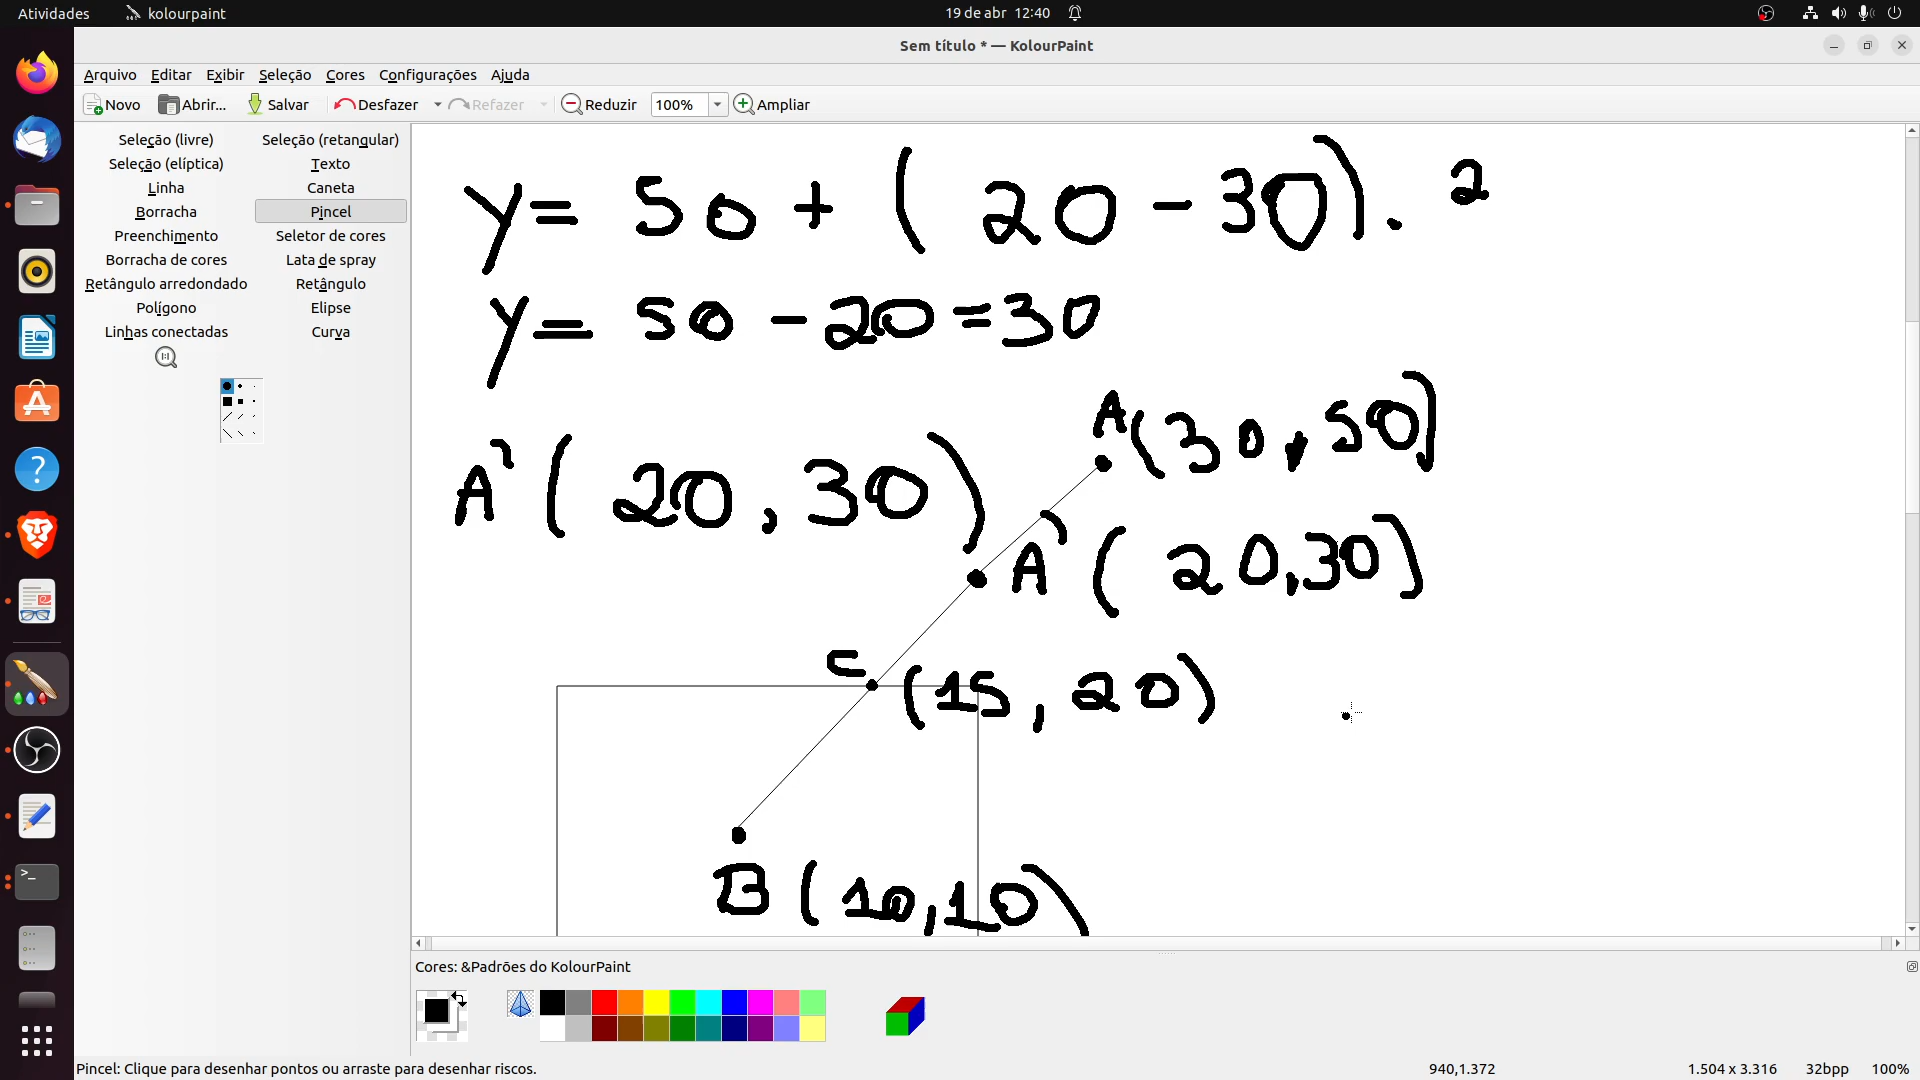 Atividades kolourpaint 19 de abr 12:40
Sem título * — KolourPaint
Arquivo Editar Exibir Seleção Cores Configurações Ajuda
Novo Abrir... Salvar Desfazer Refazer Reduzir 100% Ampliar
Seleção (livre) Seleção (retangular)
Seleção (elíptica) Texto
Linha Caneta
Borracha Pincel
Preenchimento Seletor de cores
Borracha de cores Lata de spray
Retângulo arredondado Retângulo
Polígono Elipse
Linhas conectadas Curva
y = 50 + ( 20 - 30 ) . 2
y = 50 - 20 = 30
A (30, 50)
A' ( 20, 30 )
A' ( 20,30 )
C (15, 20)
B (10,10)
Cores: &Padrões do KolourPaint
Pincel: Clique para desenhar pontos ou arraste para desenhar riscos. 940,1.372 1.504 x 3.316 32bpp 100%